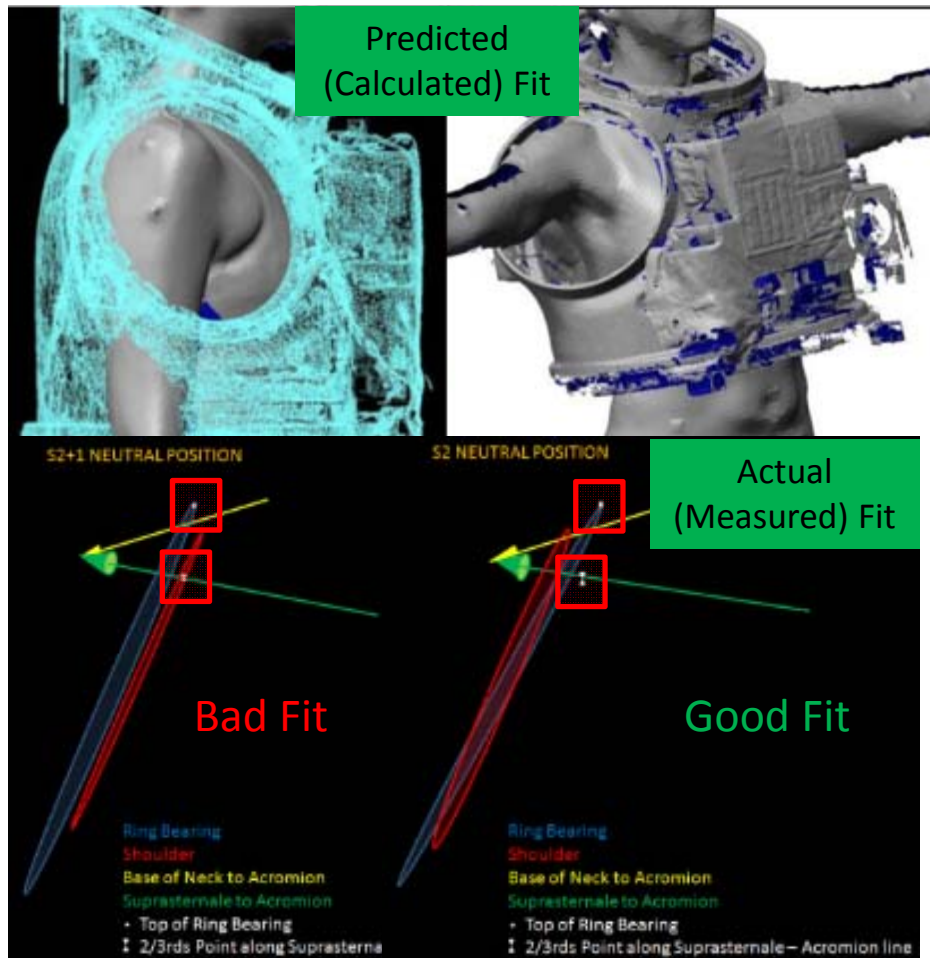 Predicted
(Calculated) Fit
S2+1 NEUTRAL POSITION
S2 NEUTRAL POSITION
Actual
(Measured) Fit
Bad Fit
Good Fit
Ring Bearing
Shoulder
Base of Neck to Acromion
Suprasternale to Acromion
• Top of Ring Bearing
↕ 2/3rds Point along Suprasterna
Ring Bearing
Shoulder
Base of Neck to Acromion
Suprasternale to Acromion
• Top of Ring Bearing
↕ 2/3rds Point along Suprasternale – Acromion line